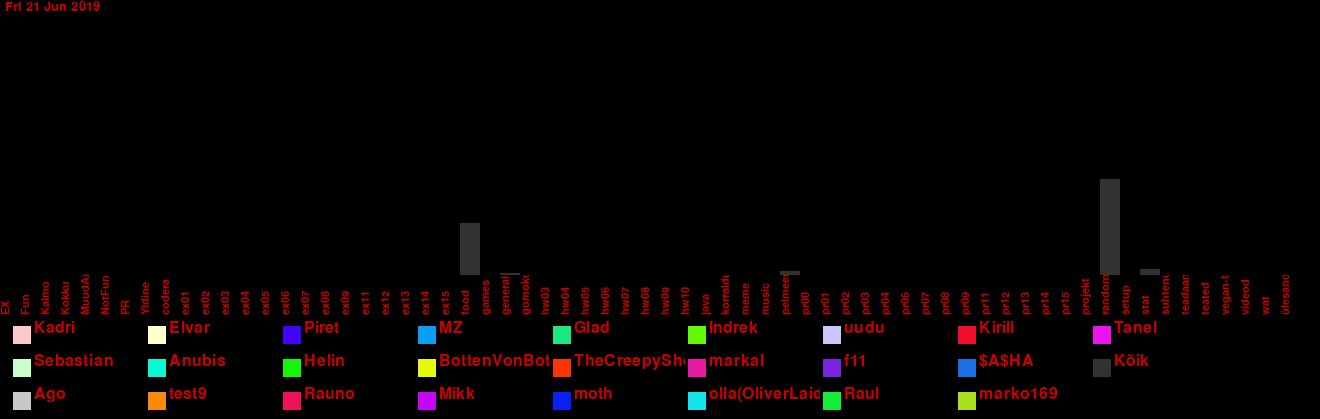 Fri 21 Jun 2019
EX Fun Kalmo Kokku MuudAi NotFun PR Yldine codera ex01 ex02 ex03 ex04 ex05 ex06 ex07 ex08 ex09 ex11 ex12 ex13 ex14 ex15 food games general gomoku hw03 hw04 hw05 hw06 hw07 hw08 hw09 hw10 java korraldu meme music pelmee pr00 pr01 pr02 pr03 pr04 pr06 pr07 pr08 pr09 pr11 pr12 pr13 pr14 pr15 projekt random setup stat suhtenu teadaan teated vegan-t videod wat ülesand
Kadri Elvar Piret MZ Glad Indrek uudu Kirill Tanel
Sebastian Anubis Helin BottenVonBot TheCreepySh markal f11 $A$HA Kõik
Ago test9 Rauno Mikk moth olla(OliverLaid Raul marko169